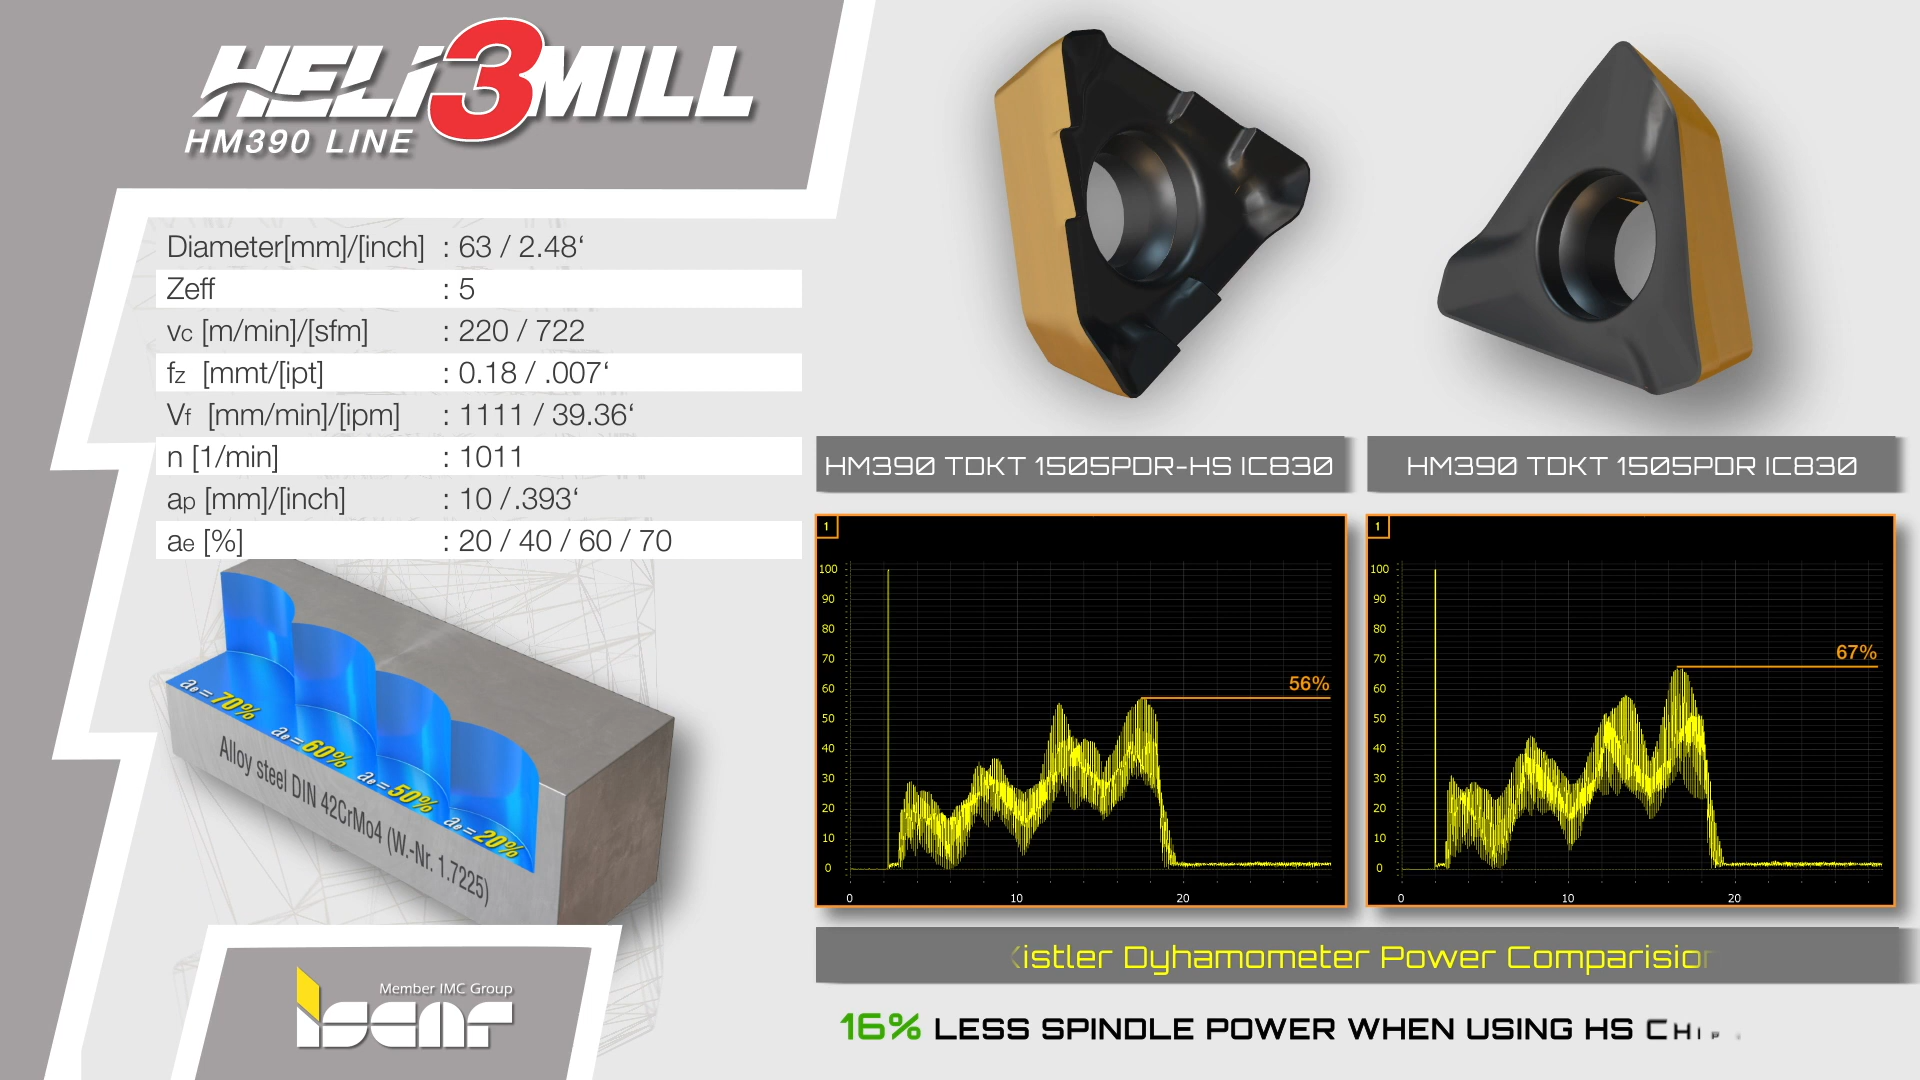 HELI3MILL
HM390 LINE
Diameter[mm]/[inch] : 63 / 2.48‘
Zeff : 5
vc [m/min]/[sfm] : 220 / 722
fz [mmt/[ipt] : 0.18 / .007‘
Vf [mm/min]/[ipm] : 1111 / 39.36‘
n [1/min] : 1011
ap [mm]/[inch] : 10 /.393‘
ae [%] : 20 / 40 / 60 / 70
ae = 70%
ae = 60%
ae = 50%
ae = 20%
Alloy steel DIN 42CrMo4 (W.-Nr. 1.7225)
Member IMC Group
iscar
HM390 TDKT 1505PDR-HS IC830
1
100
90
80
70
60
50
40
30
20
10
0
0 10 20
56%
HM390 TDKT 1505PDR IC830
1
100
90
80
70
60
50
40
30
20
10
0
0 10 20
67%
istler Dyhamometer Power Comparision
16% LESS SPINDLE POWER WHEN USING HS